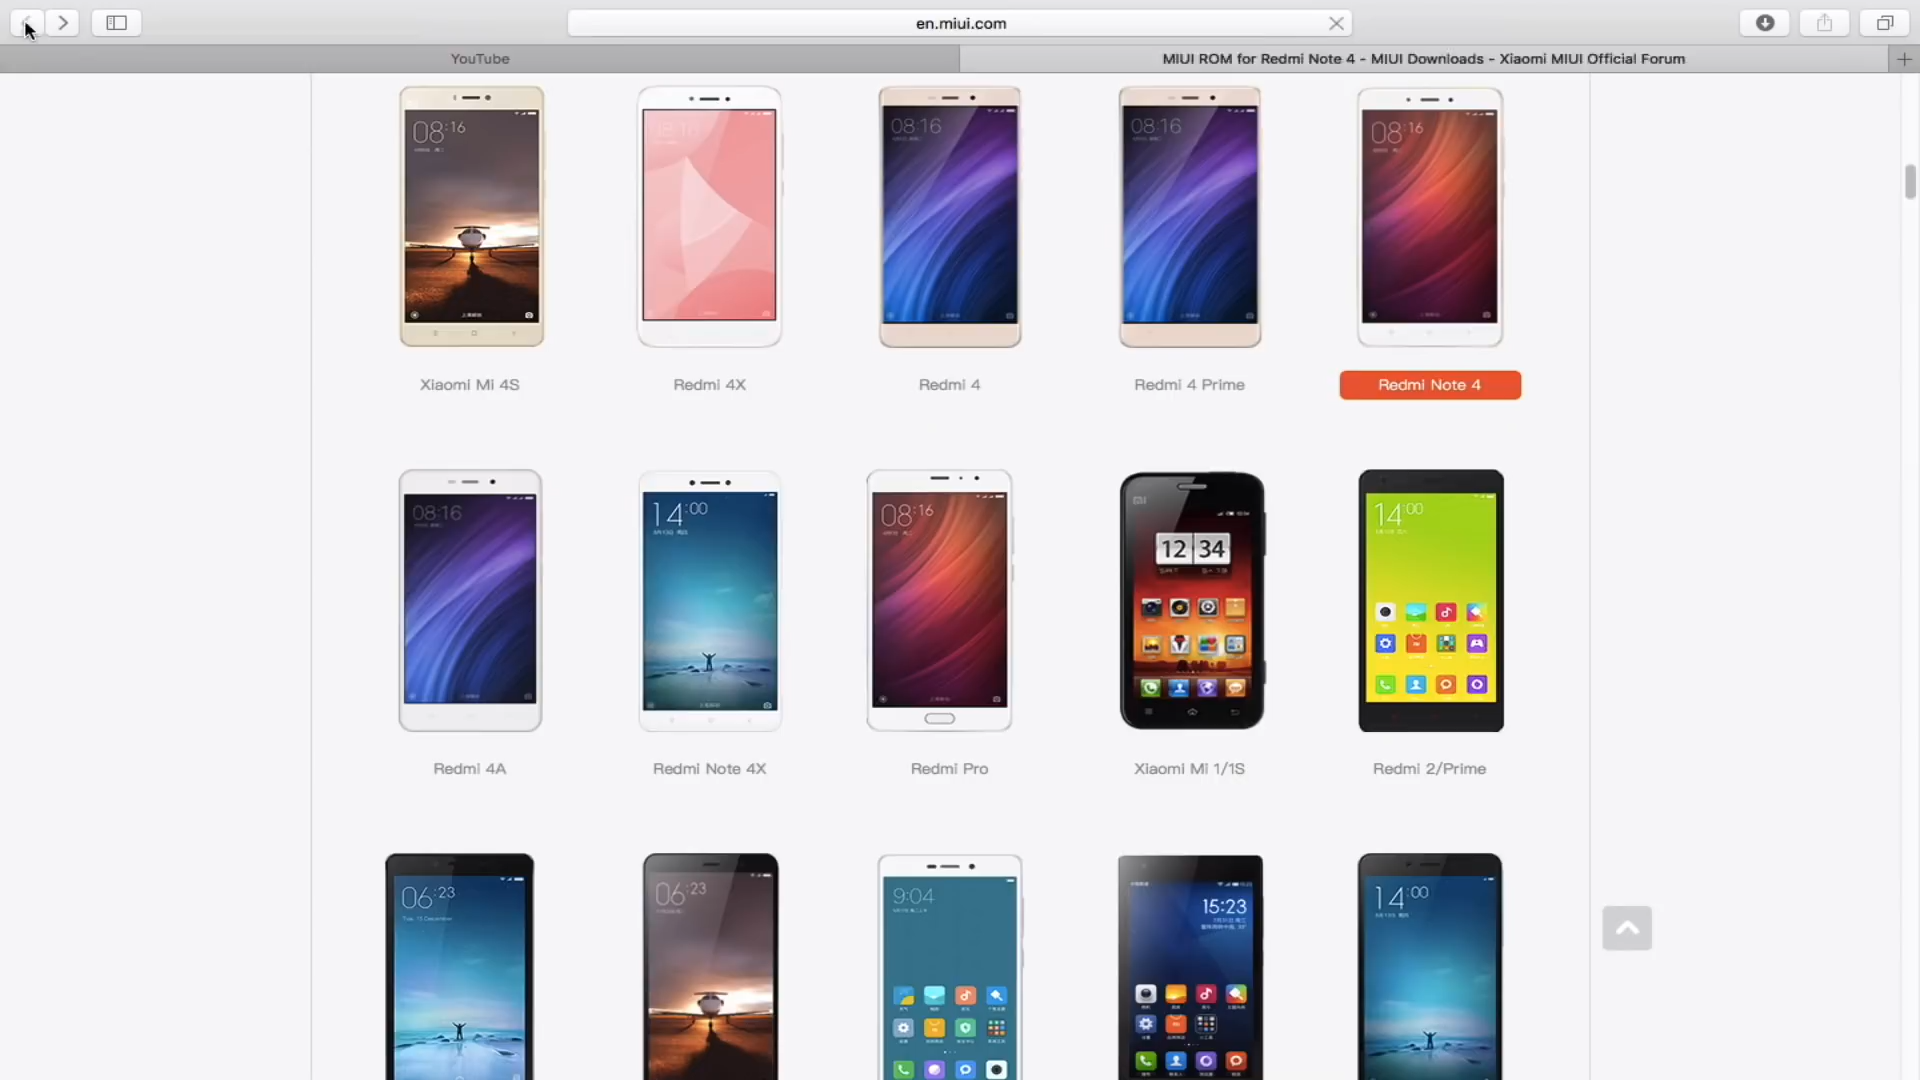 en.miui.com
YouTube
MIUI ROM for Redmi Note 4 - MIUI Downloads - Xiaomi MIUI Official Forum
08:16
08:16
08:16
08:16
08:16
Xiaomi Mi 4S
Redmi 4X
Redmi 4
Redmi 4 Prime
Redmi Note 4
08:16
14:00
08:16
12 34
14:00
Redmi 4A
Redmi Note 4X
Redmi Pro
Xiaomi Mi 1/1S
Redmi 2/Prime
06:23
06:23
9:04
15:23
14:00